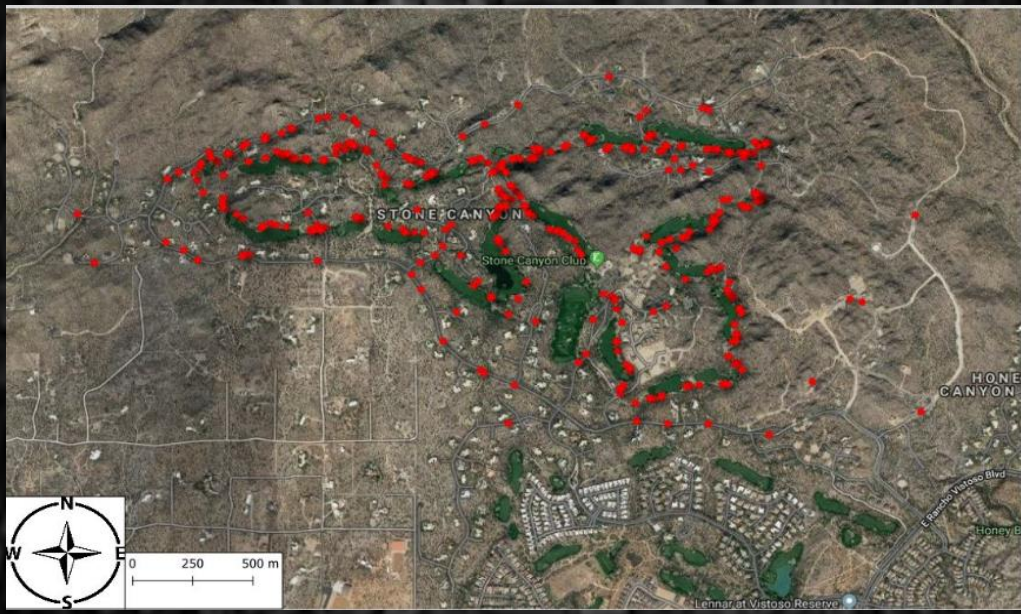 STONE CANYON
Stone Canyon Club
HONE
CANYON
E Rancho Vistoso Blvd
Honey B
Lennar at Vistoso Reserve
N
W E
S
0 250 500 m